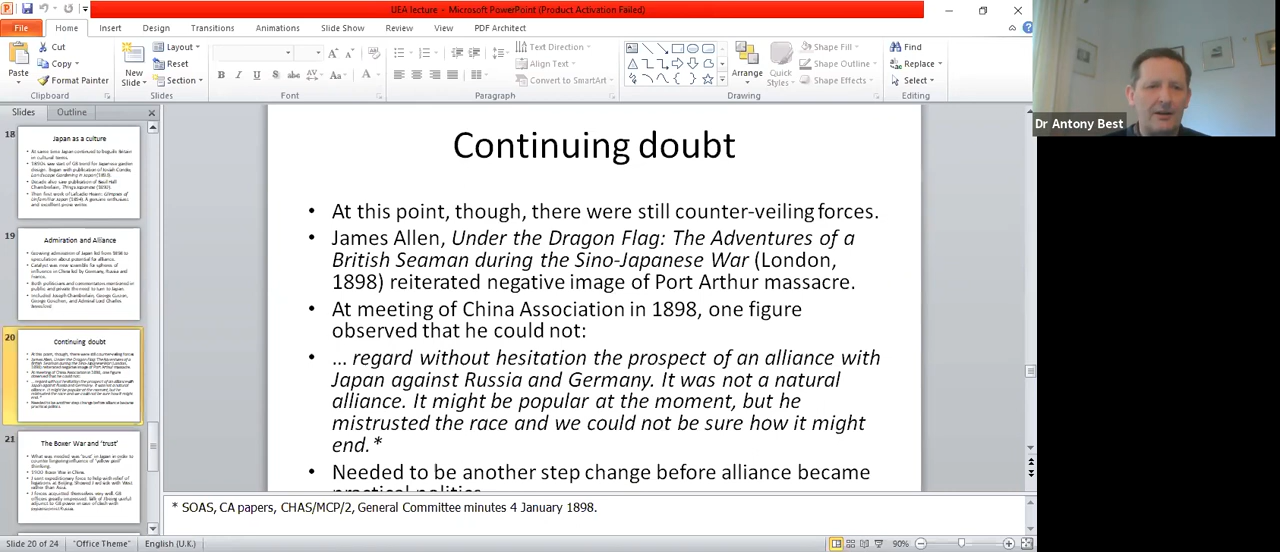 UEA lecture - Microsoft PowerPoint (Product Activation Failed)
File Home Insert Design Transitions Animations Slide Show Review View PDF Architect
Paste
Cut
Copy
Format Painter
Clipboard
New Slide
Layout
Reset
Section
Slides
Font
Paragraph
Text Direction
Align Text
Convert to SmartArt
Arrange
Quick Styles
Shape Fill
Shape Outline
Shape Effects
Drawing
Find
Replace
Select
Editing
Dr Antony Best
Slides Outline
18
Japan as a culture
19
Admiration and Alliance
20
Continuing doubt
21
The Boxer War and 'trust'
Continuing doubt
• At this point, though, there were still counter-veiling forces.
• James Allen, Under the Dragon Flag: The Adventures of a
British Seaman during the Sino-Japanese War (London,
1898) reiterated negative image of Port Arthur massacre.
• At meeting of China Association in 1898, one figure
observed that he could not:
• …regard without hesitation the prospect of an alliance with
Japan against Russia and Germany. It was not a natural
alliance. It might be popular at the moment, but he
mistrusted the race and we could not be sure how it might
end.*
• Needed to be another step change before alliance became
* SOAS, CA papers, CHAS/MCP/2, General Committee minutes 4 January 1898.
Slide 20 of 24 "Office Theme" English (U.K.) 90%